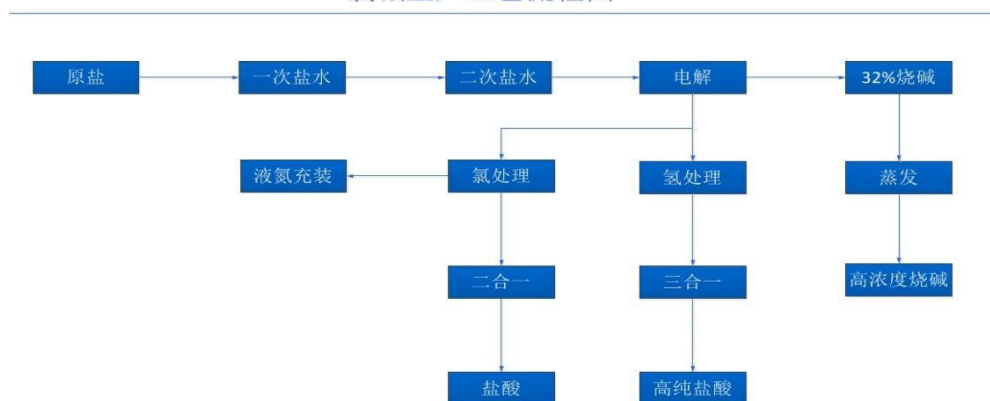 原盐
一次盐水
二次盐水
电解
32%烧碱
液氮充装
氯处理
氢处理
蒸发
二合一
三合一
高浓度烧碱
盐酸
高纯盐酸